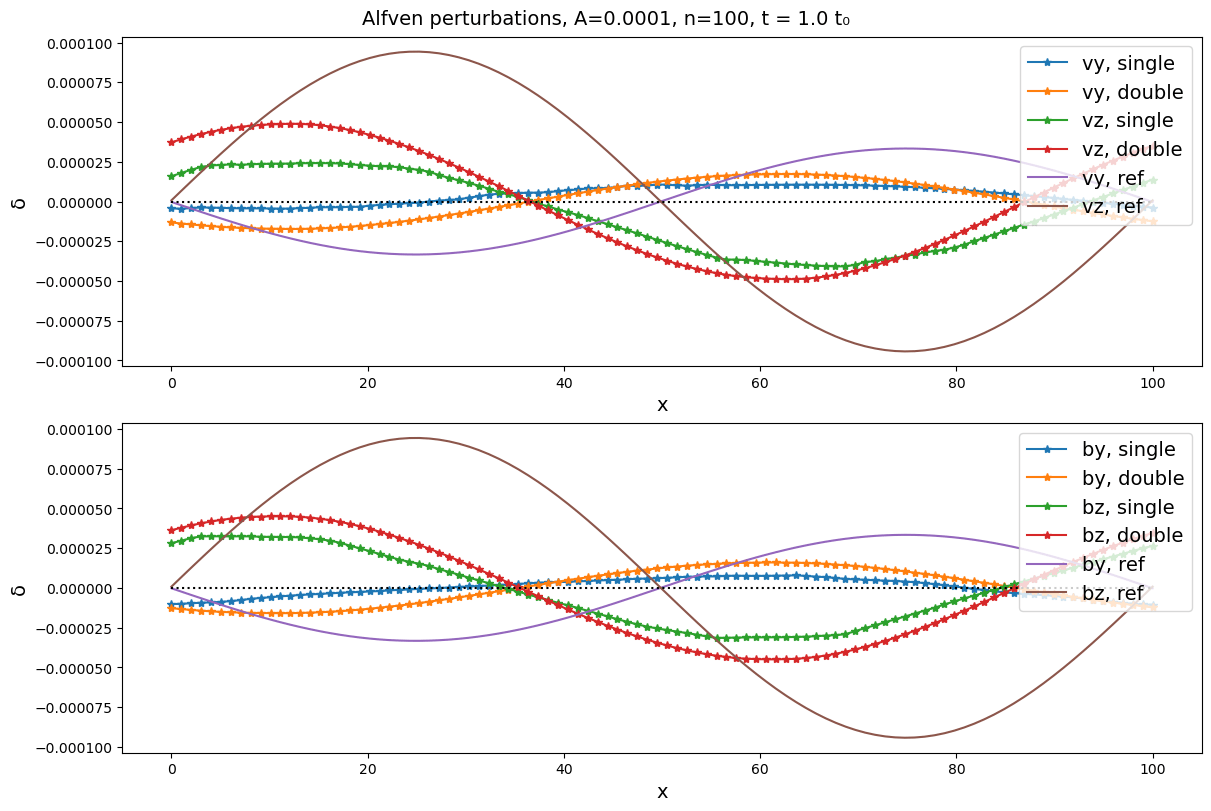 Alfven perturbations, A=0.0001, n=100, t = 1.0 t₀
0.000100
0.000075
0.000050
0.000025
0.000000
−0.000025
−0.000050
−0.000075
−0.000100
δ
vy, single
vy, double
vz, single
vz, double
vy, ref
vz, ref
0 20 40 60 80 100
x
0.000100
0.000075
0.000050
0.000025
0.000000
−0.000025
−0.000050
−0.000075
−0.000100
δ
by, single
by, double
bz, single
bz, double
by, ref
bz, ref
0 20 40 60 80 100
x